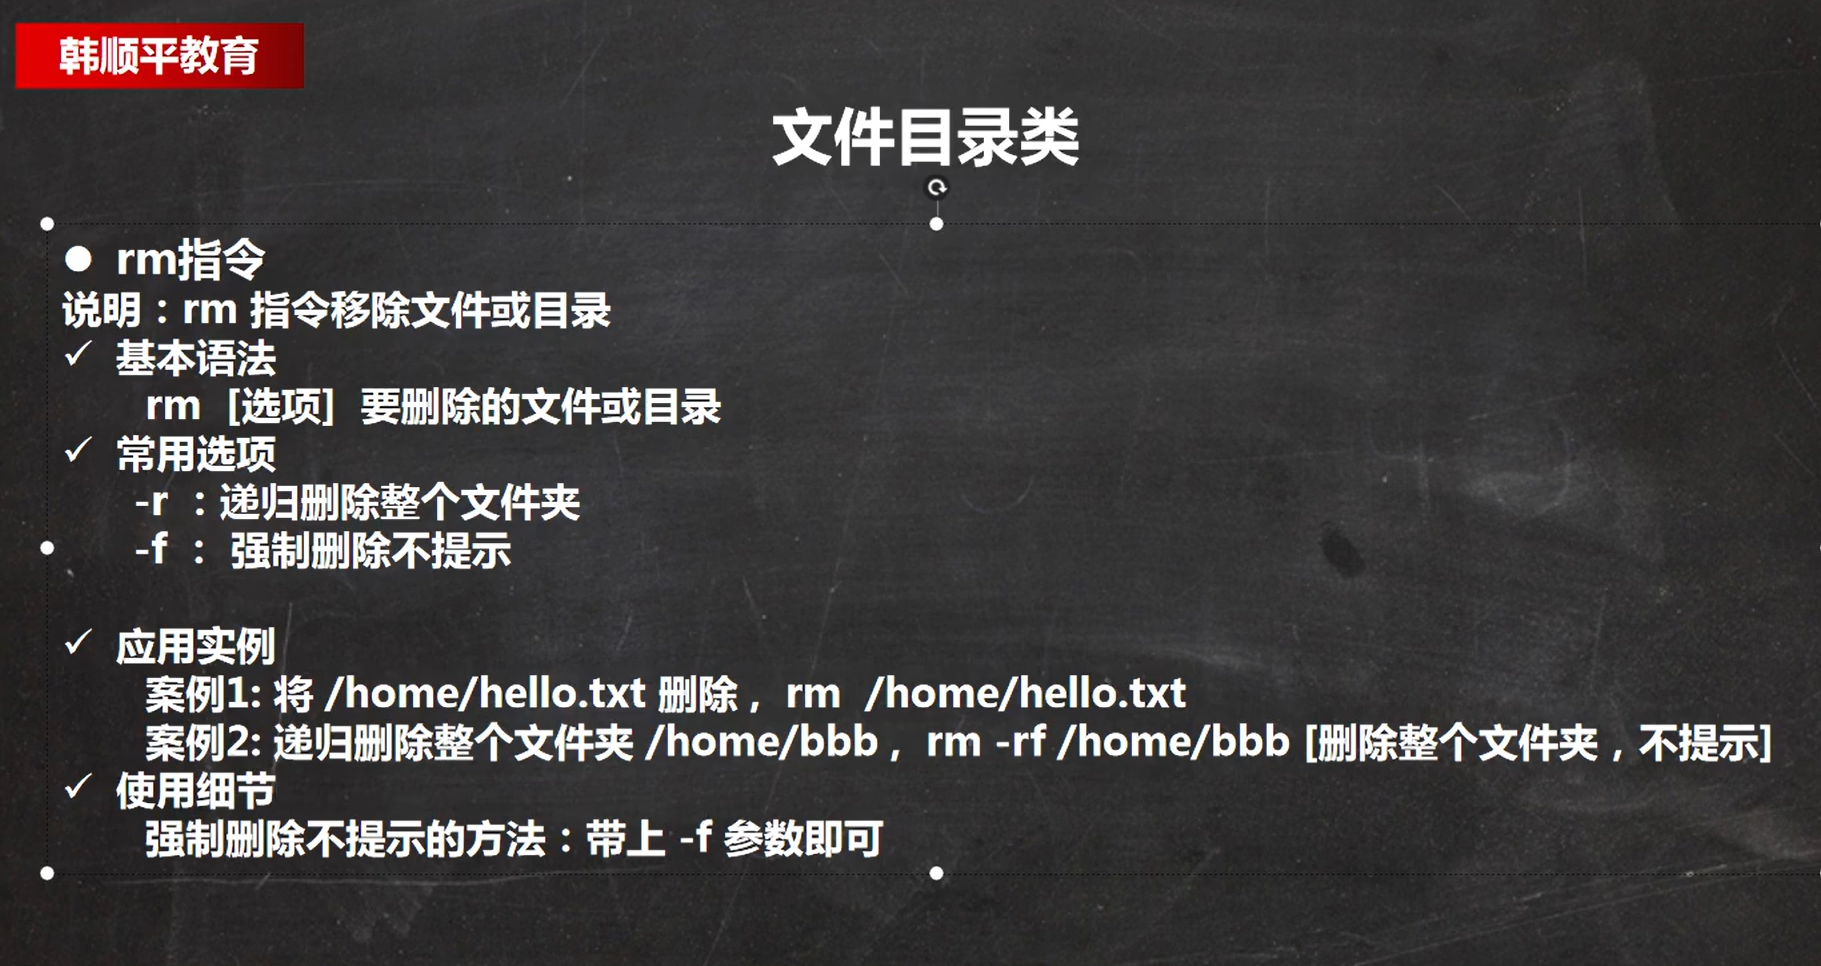 韩顺平教育
文件目录类
● rm指令
说明：rm 指令移除文件或目录
✓ 基本语法
rm [选项] 要删除的文件或目录
✓ 常用选项
-r ：递归删除整个文件夹
-f ： 强制删除不提示
✓ 应用实例
案例1: 将 /home/hello.txt 删除 ，rm /home/hello.txt
案例2: 递归删除整个文件夹 /home/bbb ，rm -rf /home/bbb [删除整个文件夹，不提示]
✓ 使用细节
强制删除不提示的方法：带上 -f 参数即可